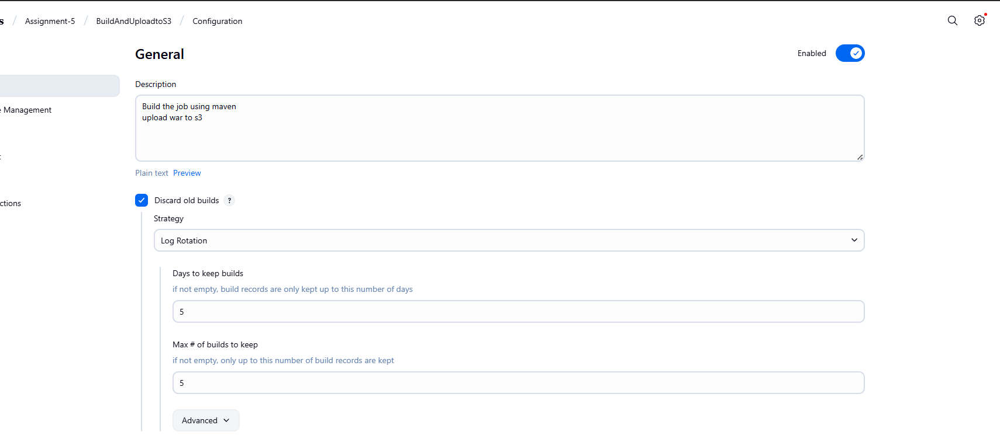 s / Assignment-5 / BuildAndUploadtoS3 / Configuration
General
Enabled
Description
Management
Build the job using maven
upload war to s3
Plain text Preview
Discard old builds ?
ctions
Strategy
Log Rotation
Days to keep builds
if not empty, build records are only kept up to this number of days
5
Max # of builds to keep
if not empty, only up to this number of build records are kept
5
Advanced